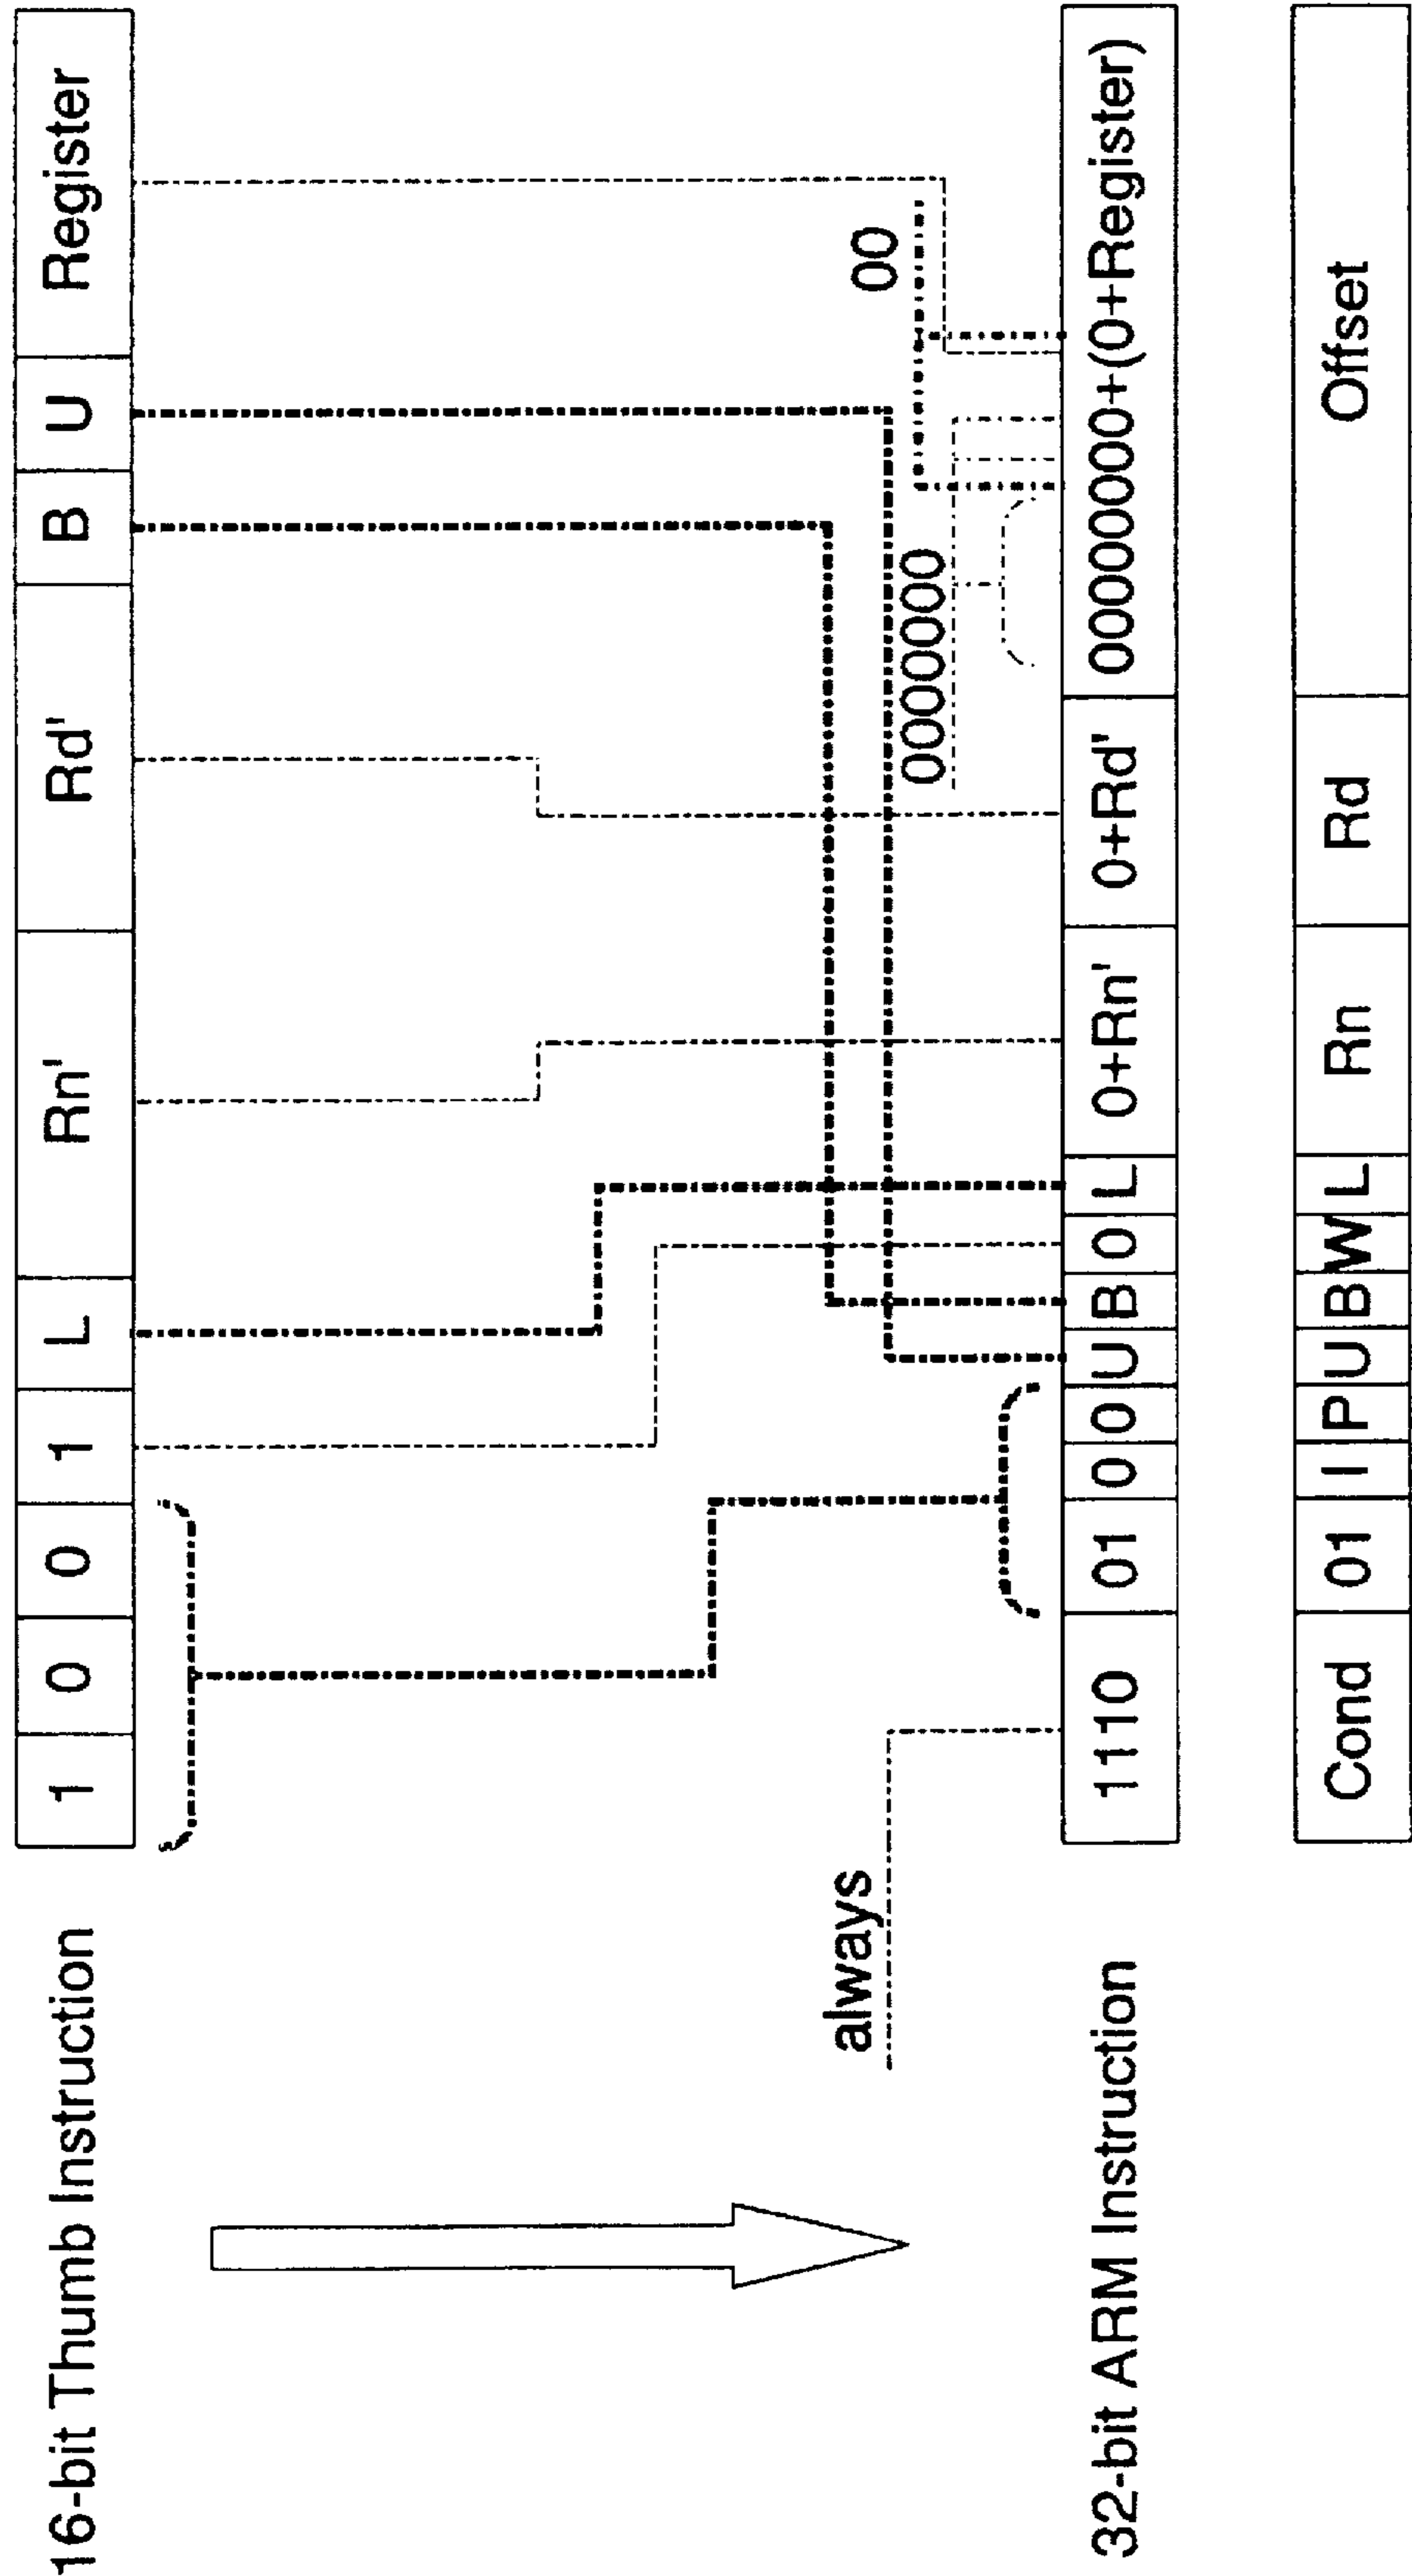 16-bit Thumb Instruction 1 0 0 1 L Rn' Rd' B U Register
always 0000000 00
32-bit ARM Instruction 1110 01 0 0 U B 0 L 0+Rn' 0+Rd' 00000000+(0+Register)
Cond 01 I P U B W L Rn Rd Offset